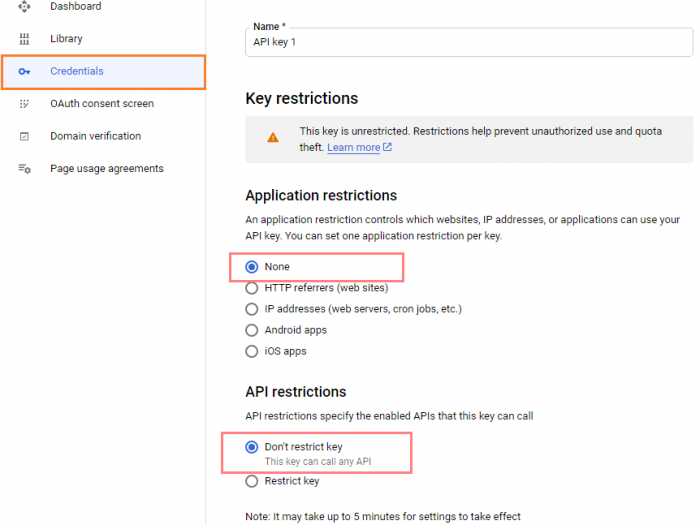 Dashboard
Library
Credentials
OAuth consent screen
Domain verification
Page usage agreements
Name *
API key 1
Key restrictions
This key is unrestricted. Restrictions help prevent unauthorized use and quota
theft. Learn more
Application restrictions
An application restriction controls which websites, IP addresses, or applications can use your
API key. You can set one application restriction per key.
None
HTTP referrers (web sites)
IP addresses (web servers, cron jobs, etc.)
Android apps
iOS apps
API restrictions
API restrictions specify the enabled APIs that this key can call
Don't restrict key
This key can call any API
Restrict key
Note: It may take up to 5 minutes for settings to take effect